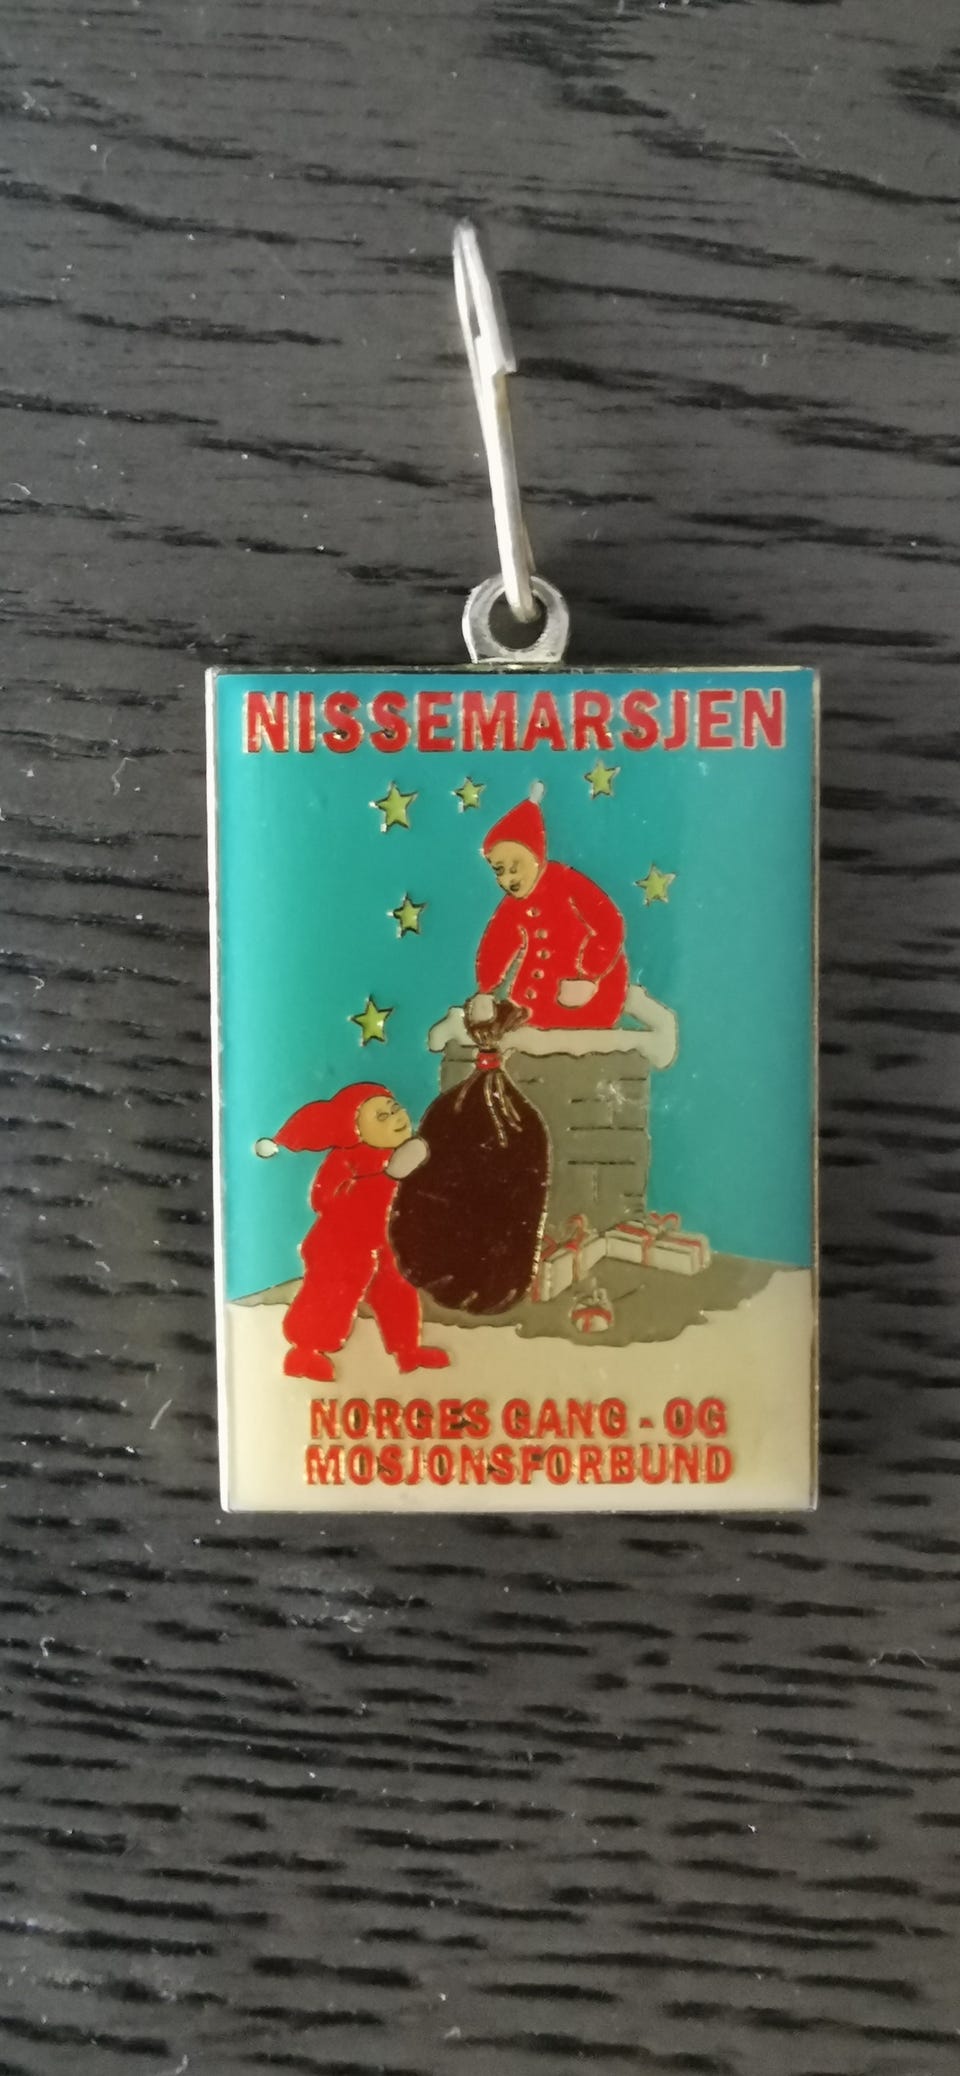 NISSEMARSJEN
NORGES GANG - OG
MOSJONSFORBUND